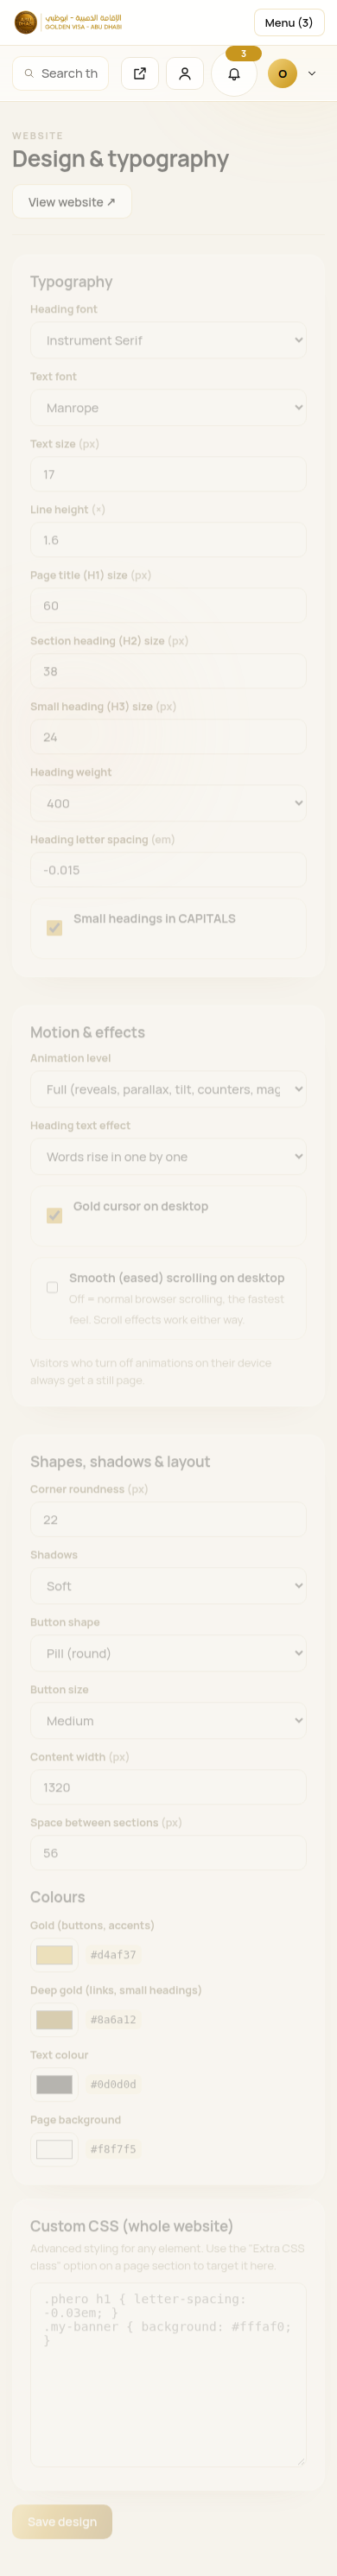 الإقامة الذهبية - أبوظبي
GOLDEN VISA - ABU DHABI
Menu (3)
Search th
3
O
WEBSITE
Design & typography
View website ↗
Typography
Heading font
Instrument Serif
Text font
Manrope
Text size (px)
17
Line height (×)
1.6
Page title (H1) size (px)
60
Section heading (H2) size (px)
38
Small heading (H3) size (px)
24
Heading weight
400
Heading letter spacing (em)
-0.015
Small headings in CAPITALS
Motion & effects
Animation level
Full (reveals, parallax, tilt, counters, mag
Heading text effect
Words rise in one by one
Gold cursor on desktop
Smooth (eased) scrolling on desktop
Off = normal browser scrolling, the fastest
feel. Scroll effects work either way.
Visitors who turn off animations on their device
always get a still page.
Shapes, shadows & layout
Corner roundness (px)
22
Shadows
Soft
Button shape
Pill (round)
Button size
Medium
Content width (px)
1320
Space between sections (px)
56
Colours
Gold (buttons, accents)
#d4af37
Deep gold (links, small headings)
#8a6a12
Text colour
#0d0d0d
Page background
#f8f7f5
Custom CSS (whole website)
Advanced styling for any element. Use the "Extra CSS
class" option on a page section to target it here.
.phero h1 { letter-spacing:
-0.03em; }
.my-banner { background: #fffaf0;
}
Save design